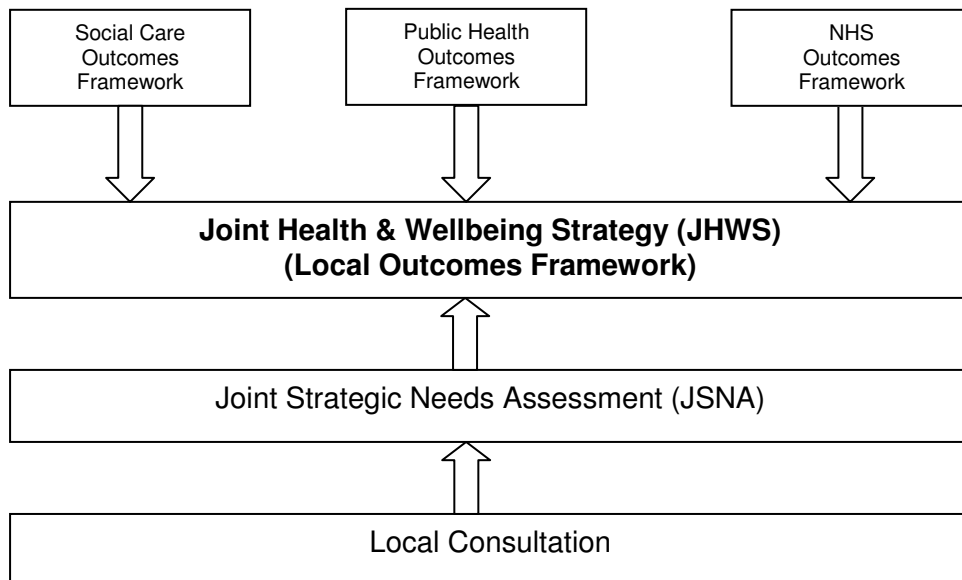 Social Care
Outcomes
Framework
Public Health
Outcomes
Framework
NHS
Outcomes
Framework
Joint Health & Wellbeing Strategy (JHWS)
(Local Outcomes Framework)
Joint Strategic Needs Assessment (JSNA)
Local Consultation